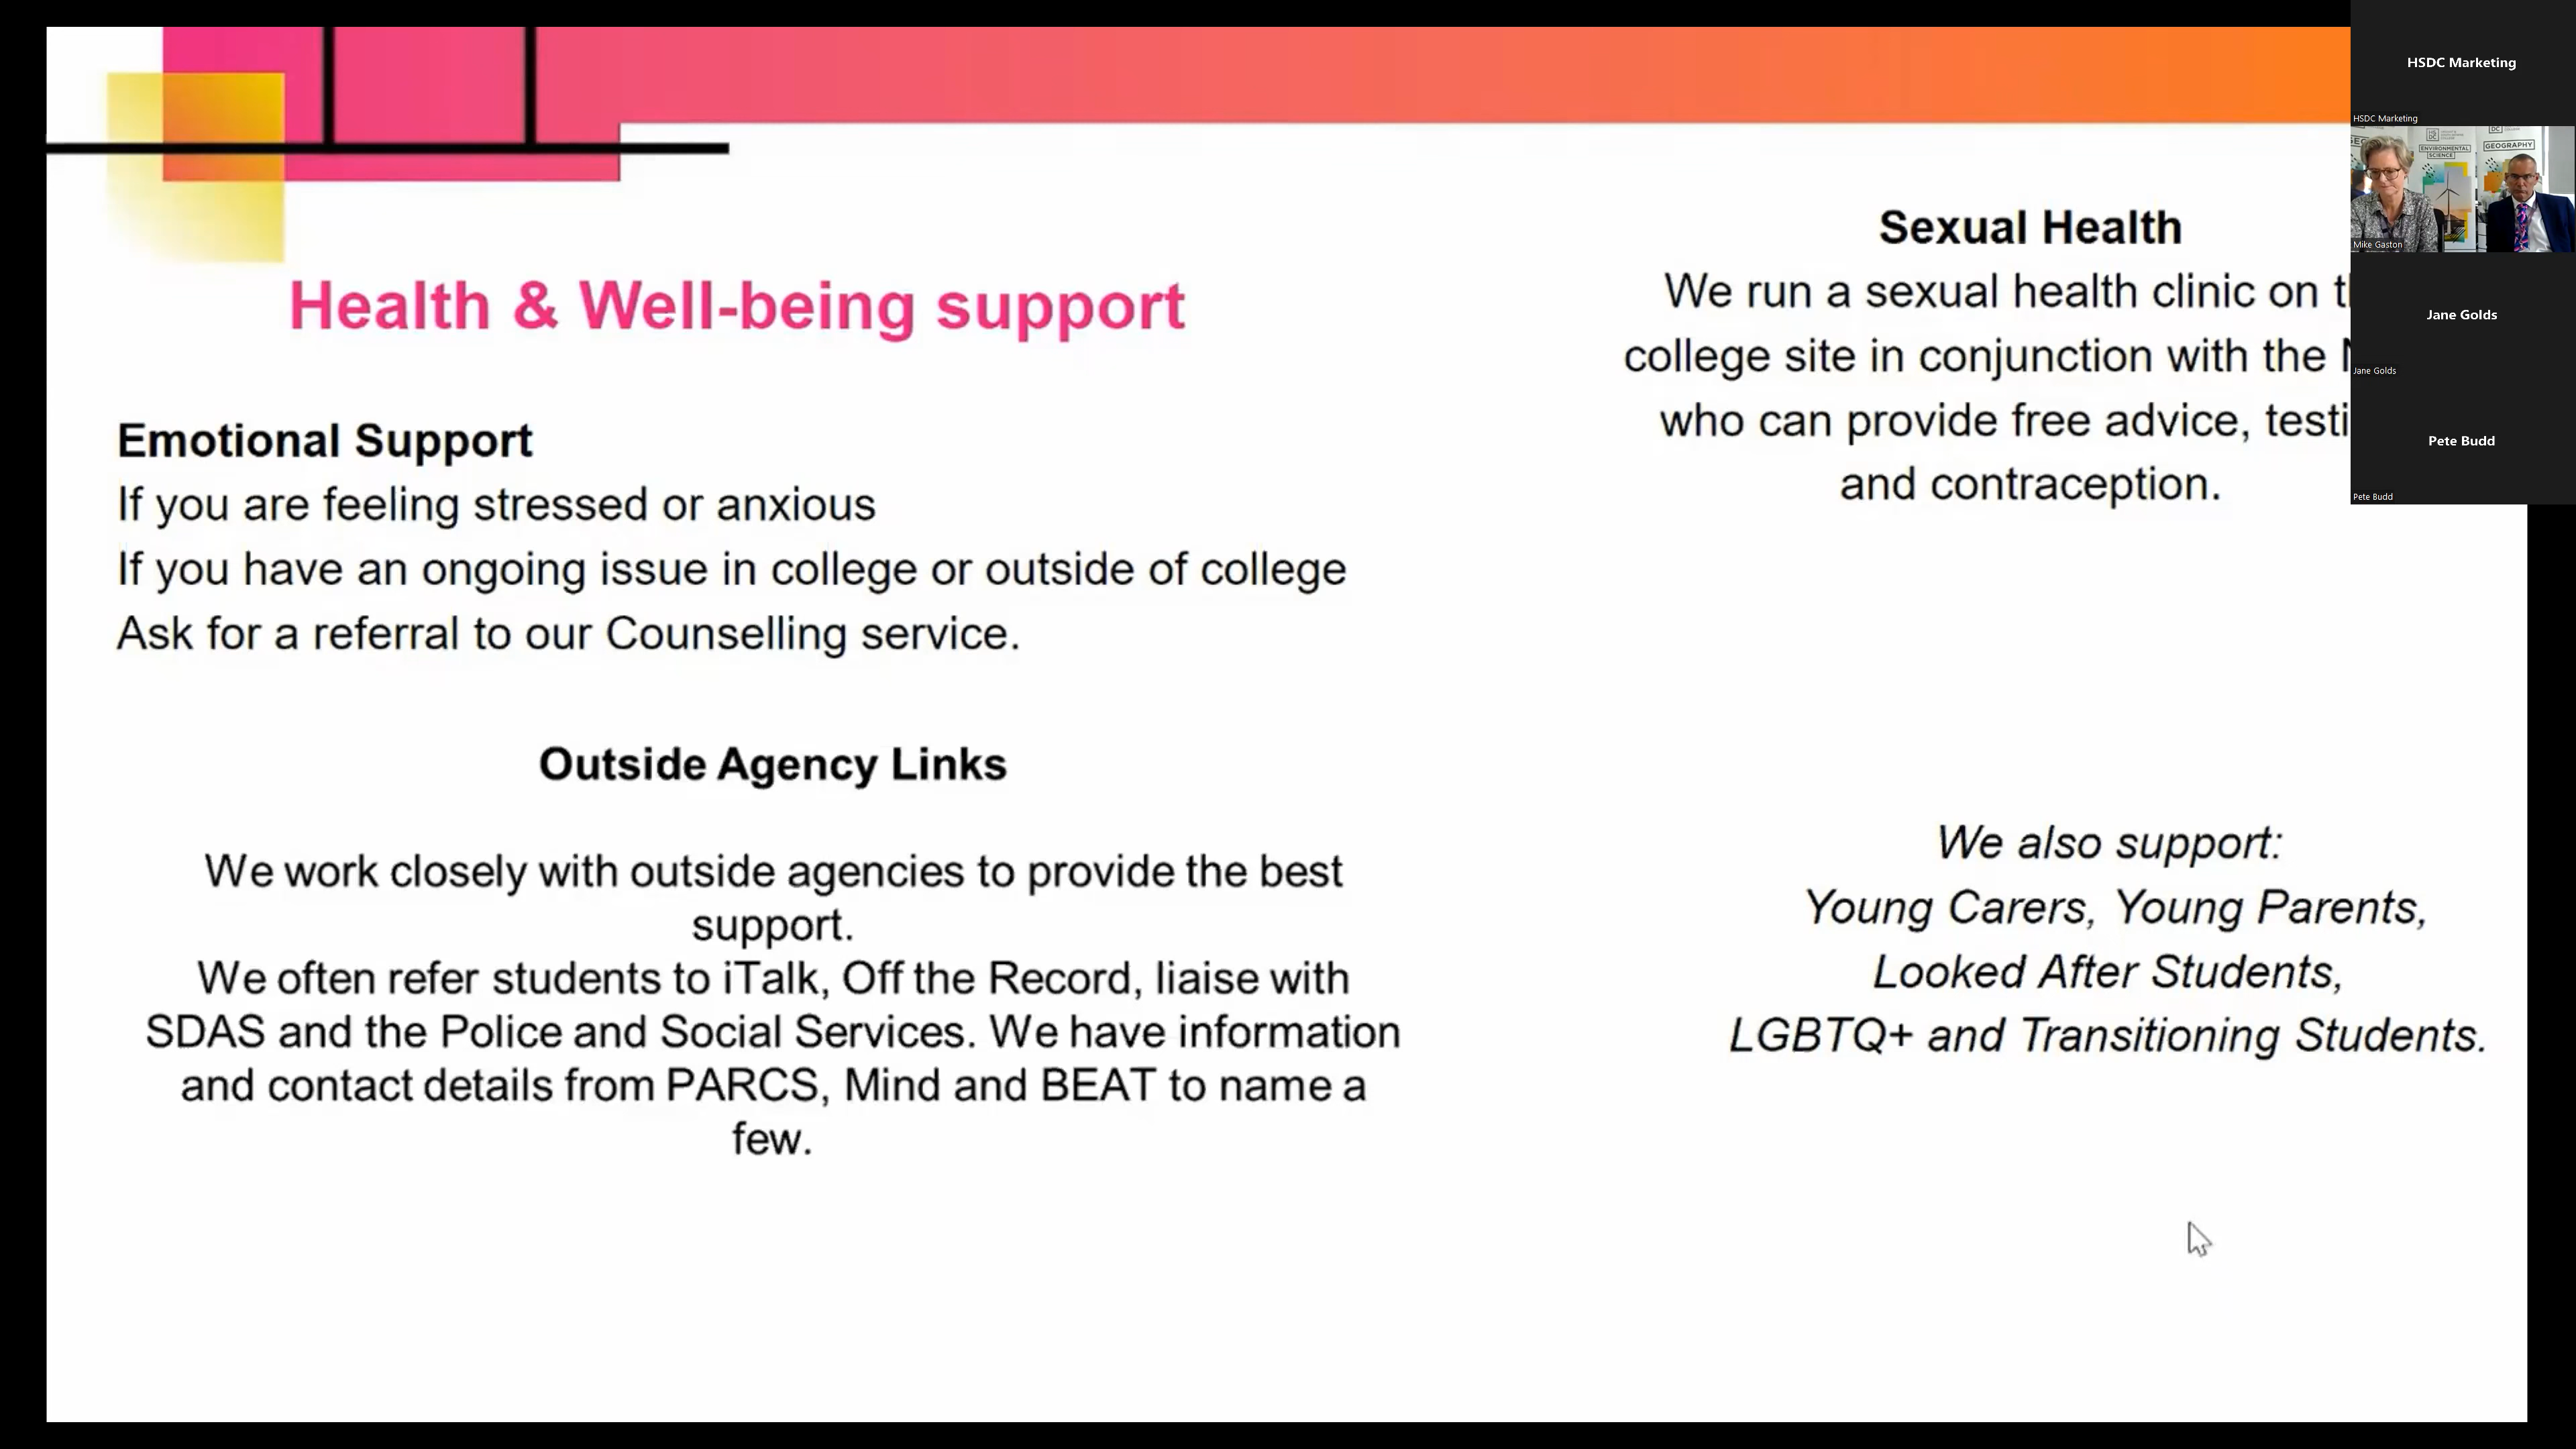 Health & Well-being support
Emotional Support
If you are feeling stressed or anxious
If you have an ongoing issue in college or outside of college
Ask for a referral to our Counselling service.
Outside Agency Links
We work closely with outside agencies to provide the best
support.
We often refer students to iTalk, Off the Record, liaise with
SDAS and the Police and Social Services. We have information
and contact details from PARCS, Mind and BEAT to name a
few.
Sexual Health
We run a sexual health clinic on
college site in conjunction with the
who can provide free advice,
and contraception.
We also support:
Young Carers, Young Parents,
Looked After Students,
LGBTQ+ and Transitioning Students.
HSDC Marketing
HSDC Marketing
ENVIRONMENTAL
SCIENCE
GEOGRAPHY
Mike Gaston
Jane Golds
Jane Golds
Pete Budd
Pete Budd